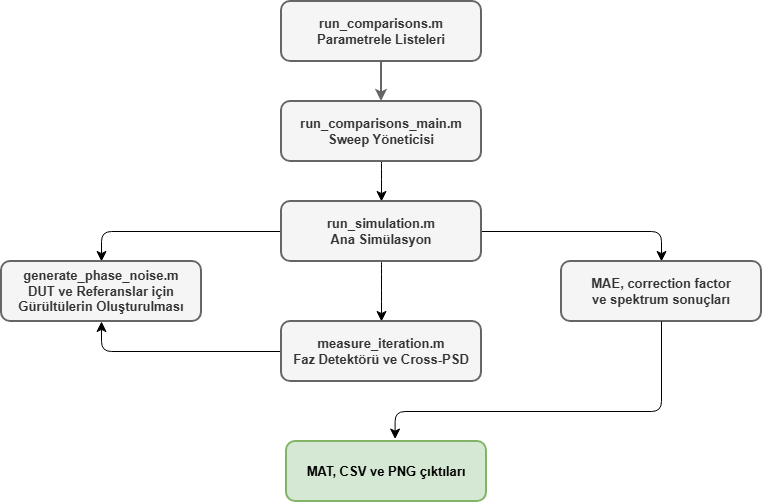 run_comparisons.m
Parametrele Listeleri
run_comparisons_main.m
Sweep Yöneticisi
run_simulation.m
Ana Simülasyon
generate_phase_noise.m
DUT ve Referanslar için
Gürültülerin Oluşturulması
MAE, correction factor
ve spektrum sonuçları
measure_iteration.m
Faz Detektörü ve Cross-PSD
MAT, CSV ve PNG çıktıları